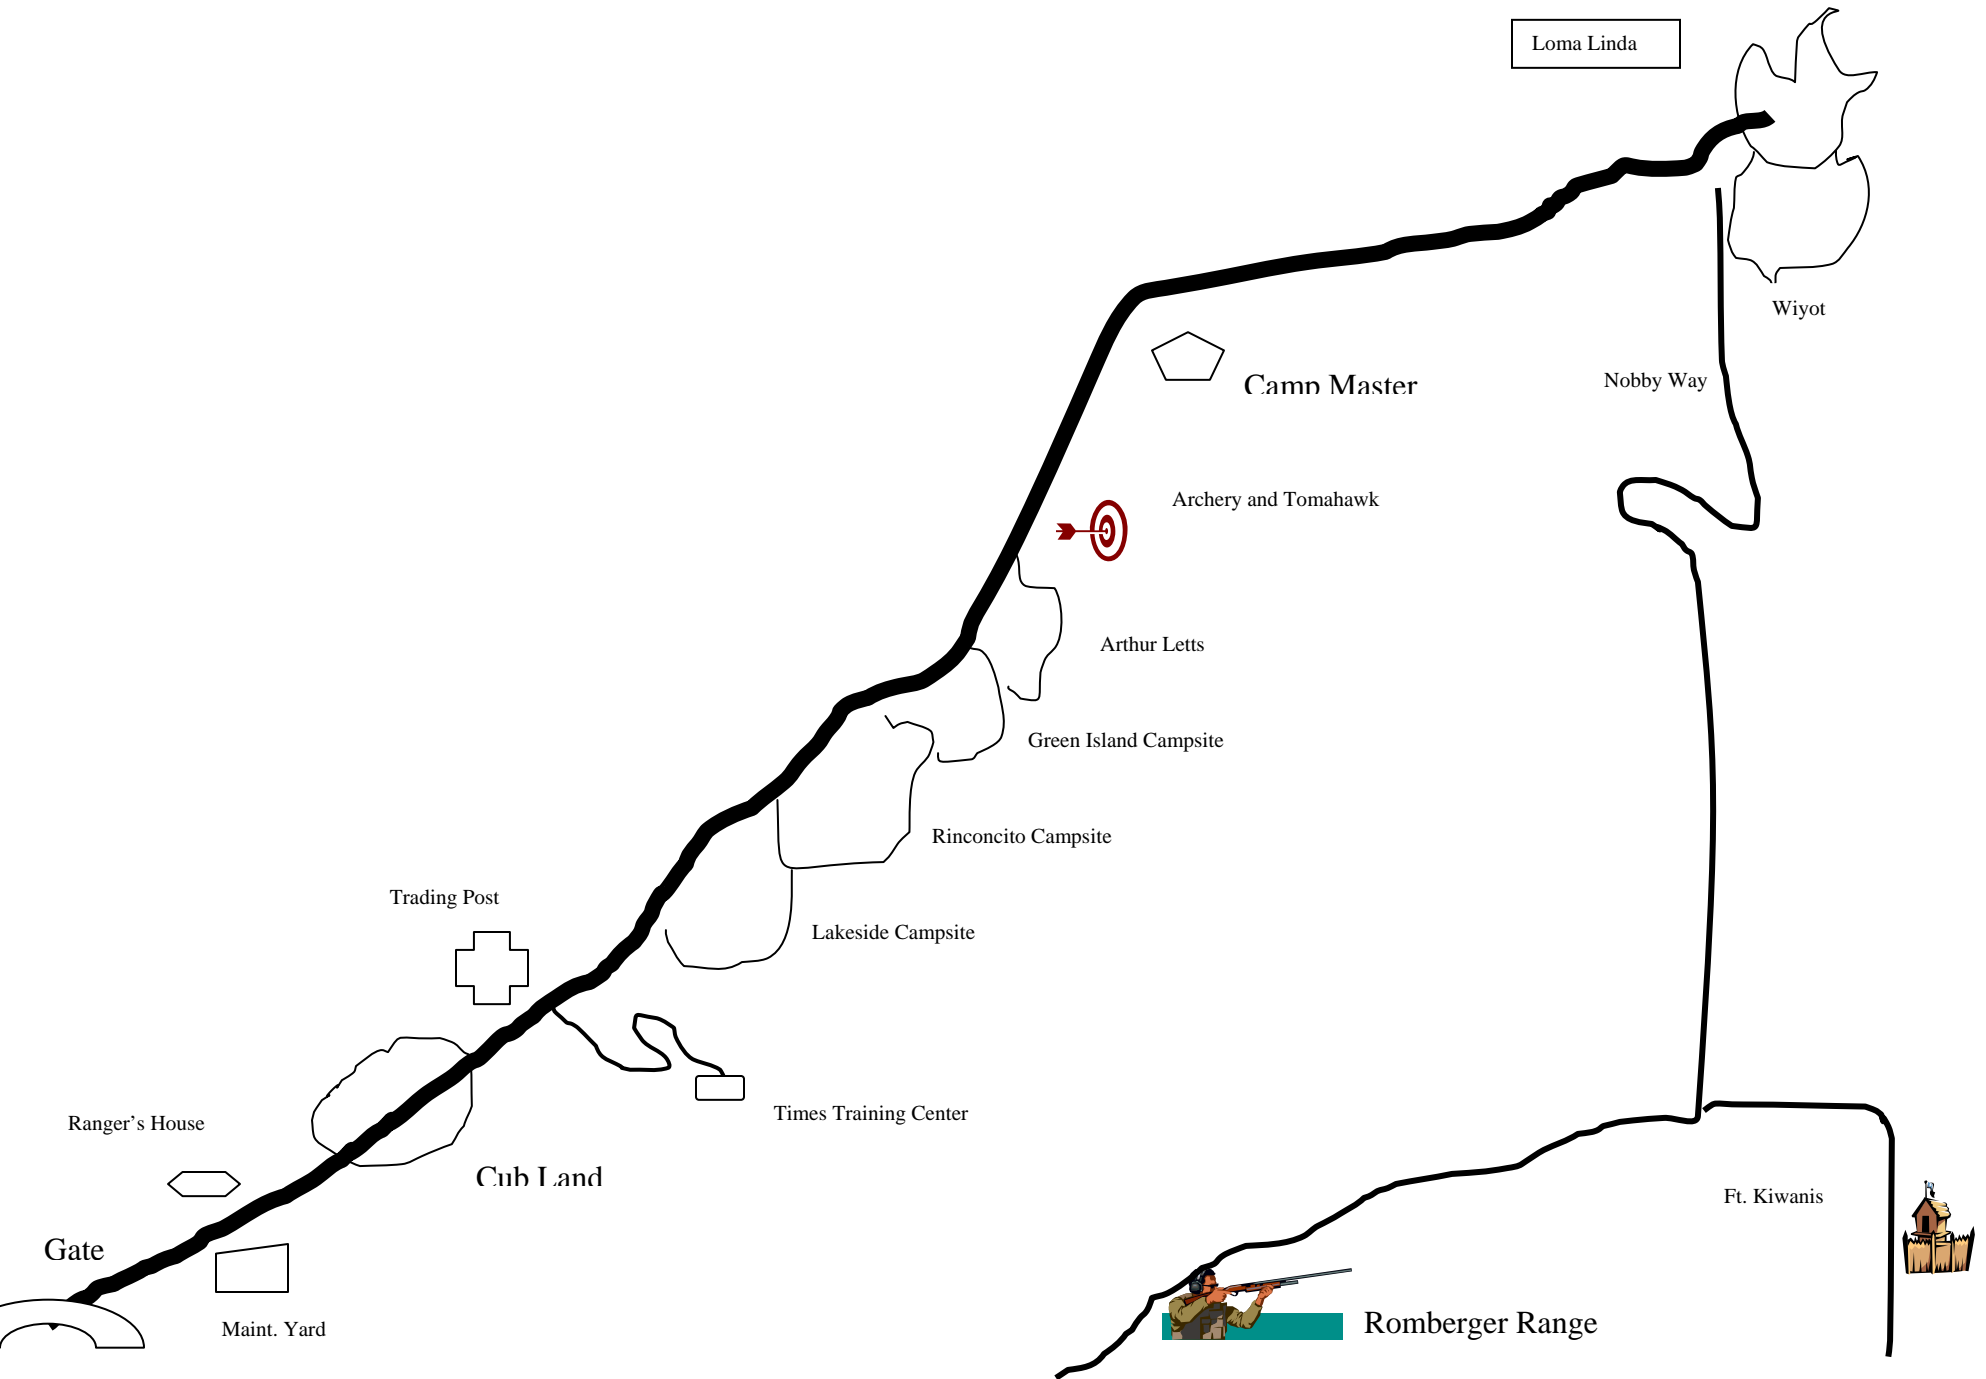 Loma Linda
Wiyot
Nobby Way
Camp Master
Archery and Tomahawk
Arthur Letts
Green Island Campsite
Rinconcito Campsite
Trading Post
Lakeside Campsite
Times Training Center
Ranger’s House
Cub Land
Ft. Kiwanis
Gate
Maint. Yard
Romberger Range